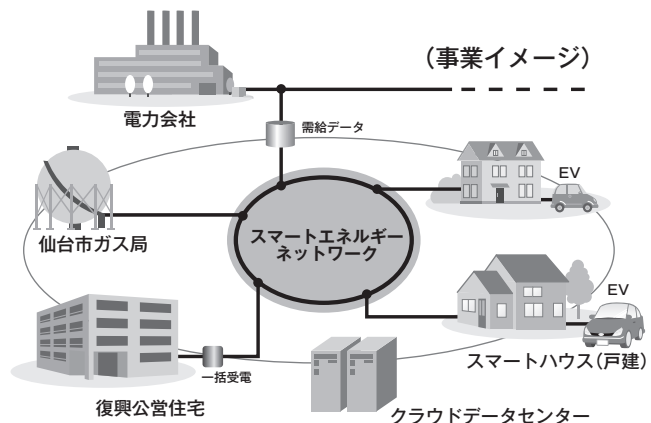 （事業イメージ）
電力会社
需給データ
EV
仙台市ガス局
スマートエネルギー
ネットワーク
EV
スマートハウス（戸建）
一括受電
復興公営住宅
クラウドデータセンター